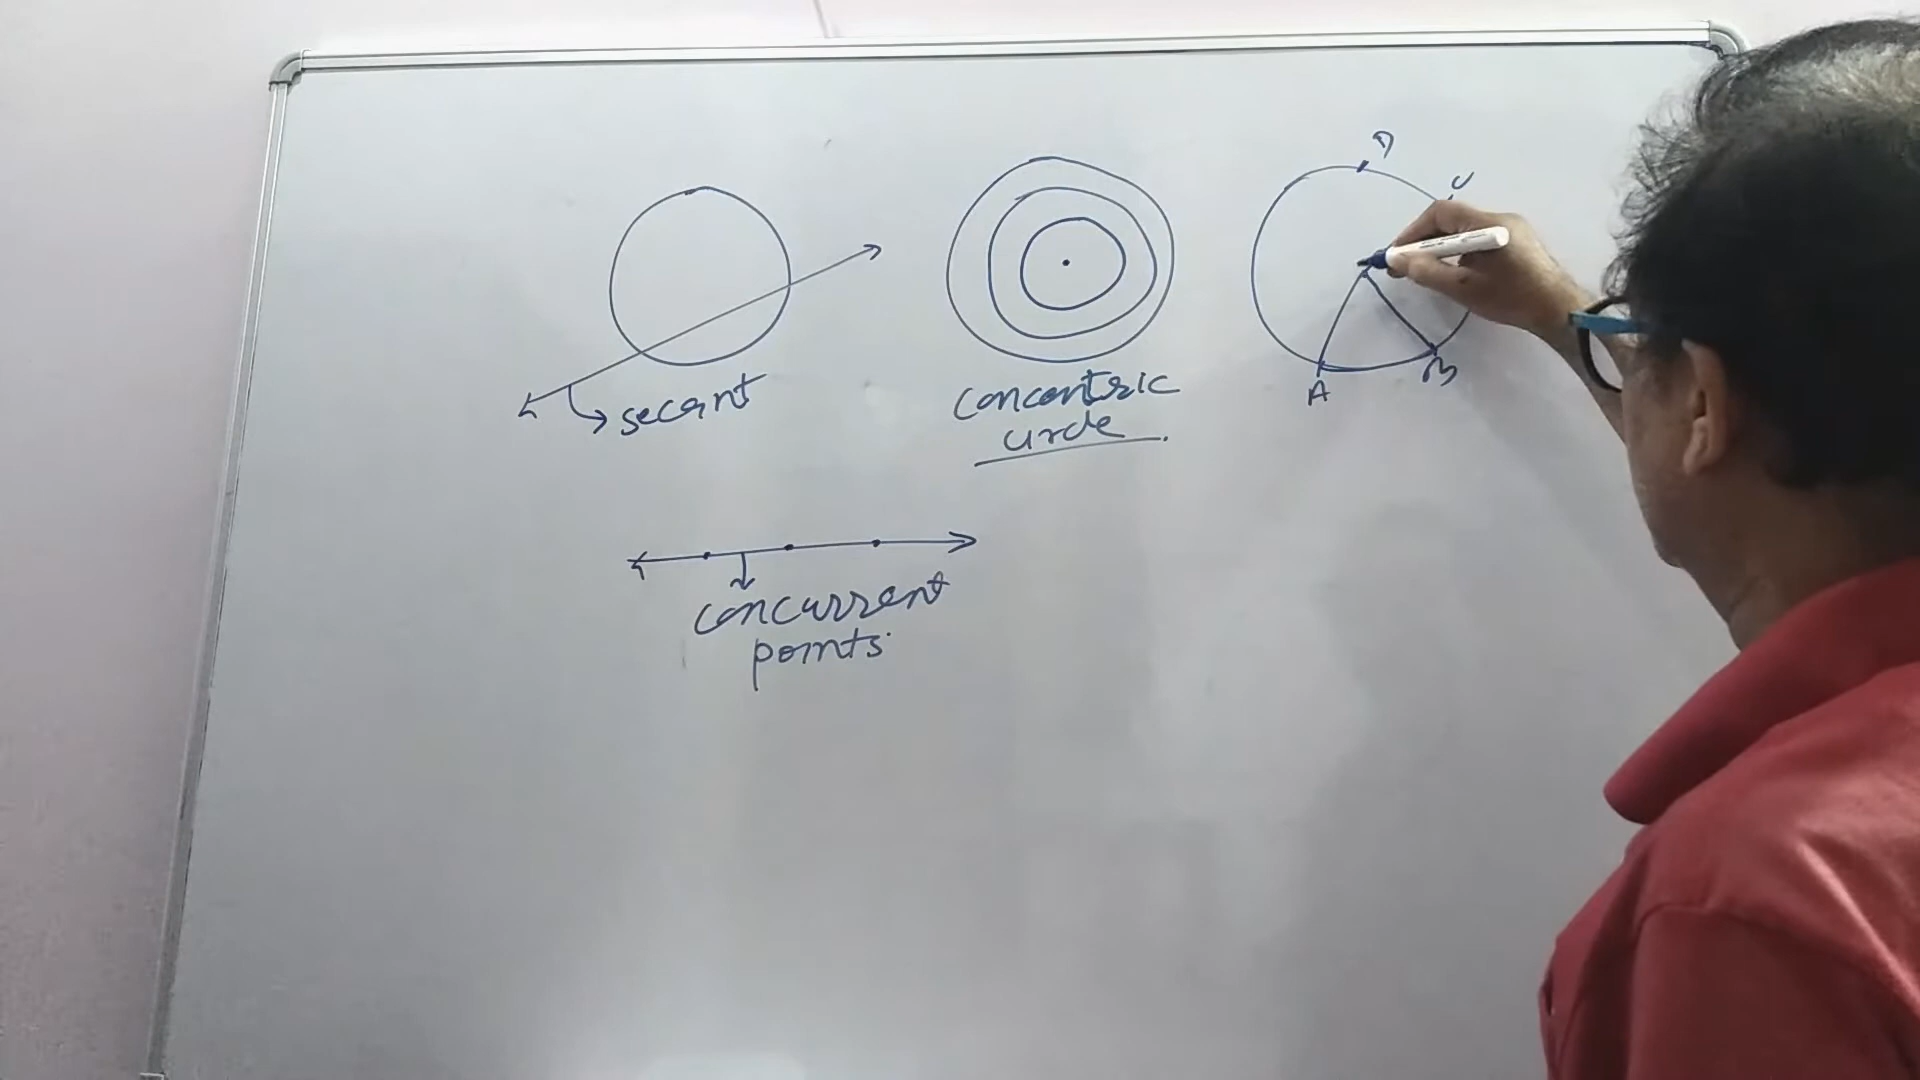 D
C
A
B
secant
concentric
circle
concurrent
points